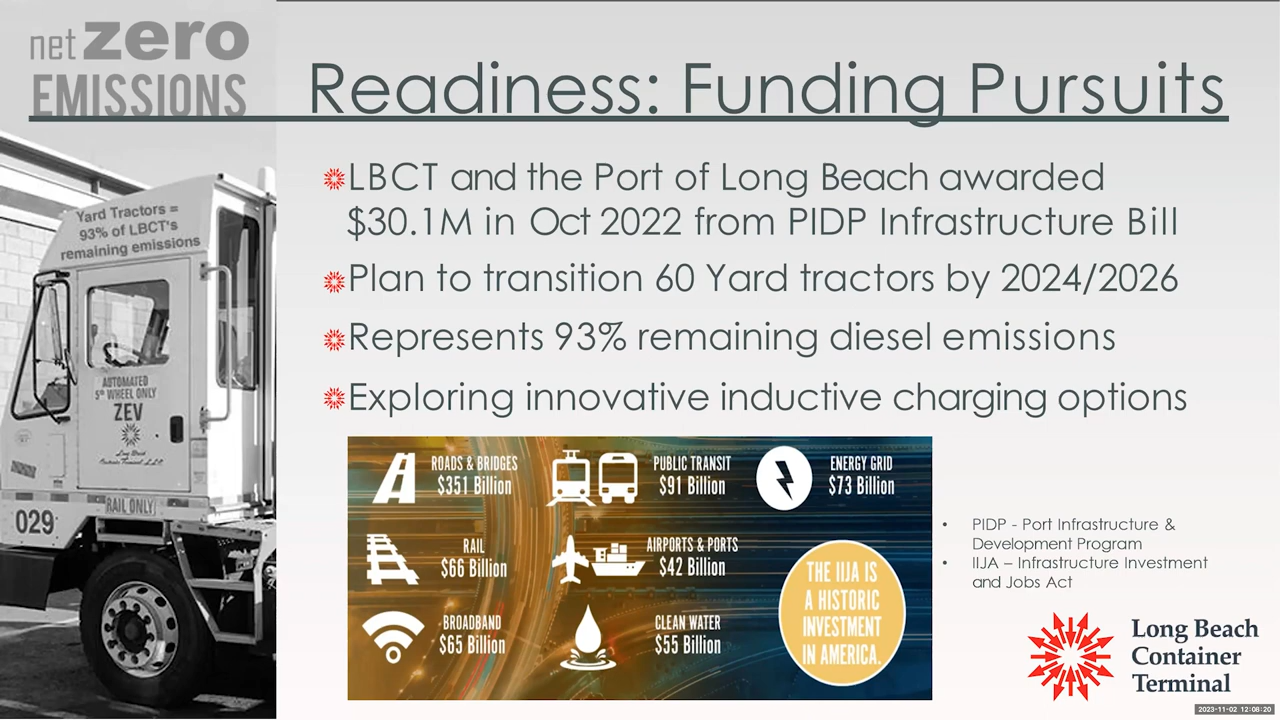 net zero
EMISSIONS
Readiness: Funding Pursuits
LBCT and the Port of Long Beach awarded
$30.1M in Oct 2022 from PIDP Infrastructure Bill
Plan to transition 60 Yard tractors by 2024/2026
Represents 93% remaining diesel emissions
Exploring innovative inductive charging options
Yard Tractors =
93% of LBCT's
remaining emissions
AUTOMATED
5th WHEEL ONLY
ZEV
Long Beach
Container Terminal, LLC
RAIL ONLY
029
ROADS & BRIDGES
$351 Billion
PUBLIC TRANSIT
$91 Billion
ENERGY GRID
$73 Billion
RAIL
$66 Billion
AIRPORTS & PORTS
$42 Billion
BROADBAND
$65 Billion
CLEAN WATER
$55 Billion
THE IIJA IS
A HISTORIC
INVESTMENT
IN AMERICA.
• PIDP - Port Infrastructure &
Development Program
• IIJA – Infrastructure Investment
and Jobs Act
Long Beach
Container
Terminal
2023-11-02 12:08:20